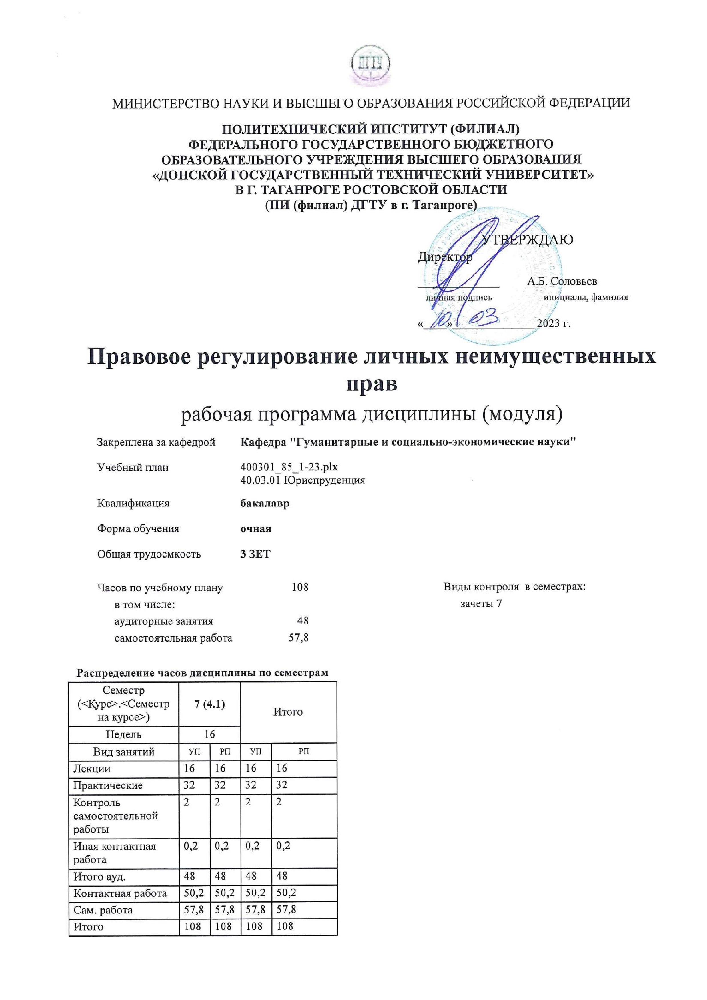 ДГТУ
МИНИСТЕРСТВО НАУКИ И ВЫСШЕГО ОБРАЗОВАНИЯ РОССИЙСКОЙ ФЕДЕРАЦИИ
ПОЛИТЕХНИЧЕСКИЙ ИНСТИТУТ (ФИЛИАЛ)
ФЕДЕРАЛЬНОГО ГОСУДАРСТВЕННОГО БЮДЖЕТНОГО
ОБРАЗОВАТЕЛЬНОГО УЧРЕЖДЕНИЯ ВЫСШЕГО ОБРАЗОВАНИЯ
«ДОНСКОЙ ГОСУДАРСТВЕННЫЙ ТЕХНИЧЕСКИЙ УНИВЕРСИТЕТ»
В Г. ТАГАНРОГЕ РОСТОВСКОЙ ОБЛАСТИ
(ПИ (филиал) ДГТУ в г. Таганроге)
УТВЕРЖДАЮ
Директор
А.Б. Соловьев
личная подпись инициалы, фамилия
«10» 03 2023 г.
Правовое регулирование личных неимущественных
прав
рабочая программа дисциплины (модуля)
Закреплена за кафедрой Кафедра "Гуманитарные и социально-экономические науки"
Учебный план 400301_85_1-23.plx
40.03.01 Юриспруденция
Квалификация бакалавр
Форма обучения очная
Общая трудоемкость 3 ЗЕТ
Часов по учебному плану 108 Виды контроля в семестрах:
в том числе: зачеты 7
аудиторные занятия 48
самостоятельная работа 57,8
Распределение часов дисциплины по семестрам
Семестр
(<Курс>.<Семестр 7 (4.1) Итого
на курсе>)
Недель 16
Вид занятий УП РП УП РП
Лекции 16 16 16 16
Практические 32 32 32 32
Контроль 2 2 2 2
самостоятельной
работы
Иная контактная 0,2 0,2 0,2 0,2
работа
Итого ауд. 48 48 48 48
Контактная работа 50,2 50,2 50,2 50,2
Сам. работа 57,8 57,8 57,8 57,8
Итого 108 108 108 108